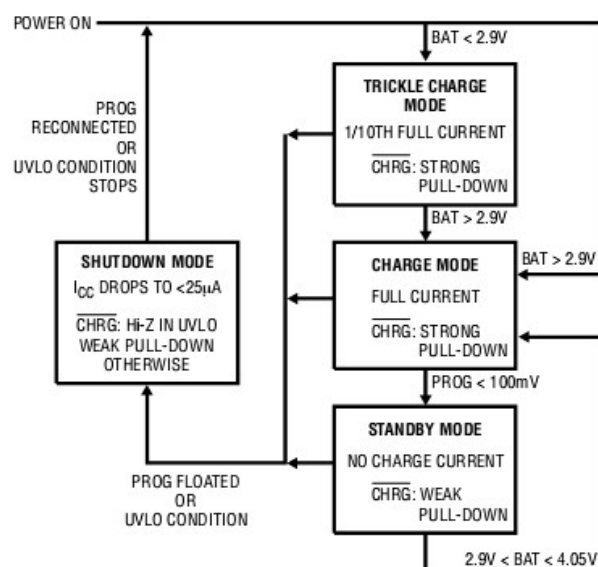 POWER ON
BAT < 2.9V
TRICKLE CHARGE
MODE
1/10TH FULL CURRENT
CHRG: STRONG
PULL-DOWN
PROG
RECONNECTED
OR
UVLO CONDITION
STOPS
BAT > 2.9V
SHUTDOWN MODE
ICC DROPS TO <25µA
CHRG: Hi-Z IN UVLO
WEAK PULL-DOWN
OTHERWISE
CHARGE MODE
FULL CURRENT
CHRG: STRONG
PULL-DOWN
BAT > 2.9V
PROG < 100mV
STANDBY MODE
NO CHARGE CURRENT
CHRG: WEAK
PULL-DOWN
PROG FLOATED
OR
UVLO CONDITION
2.9V < BAT < 4.05V